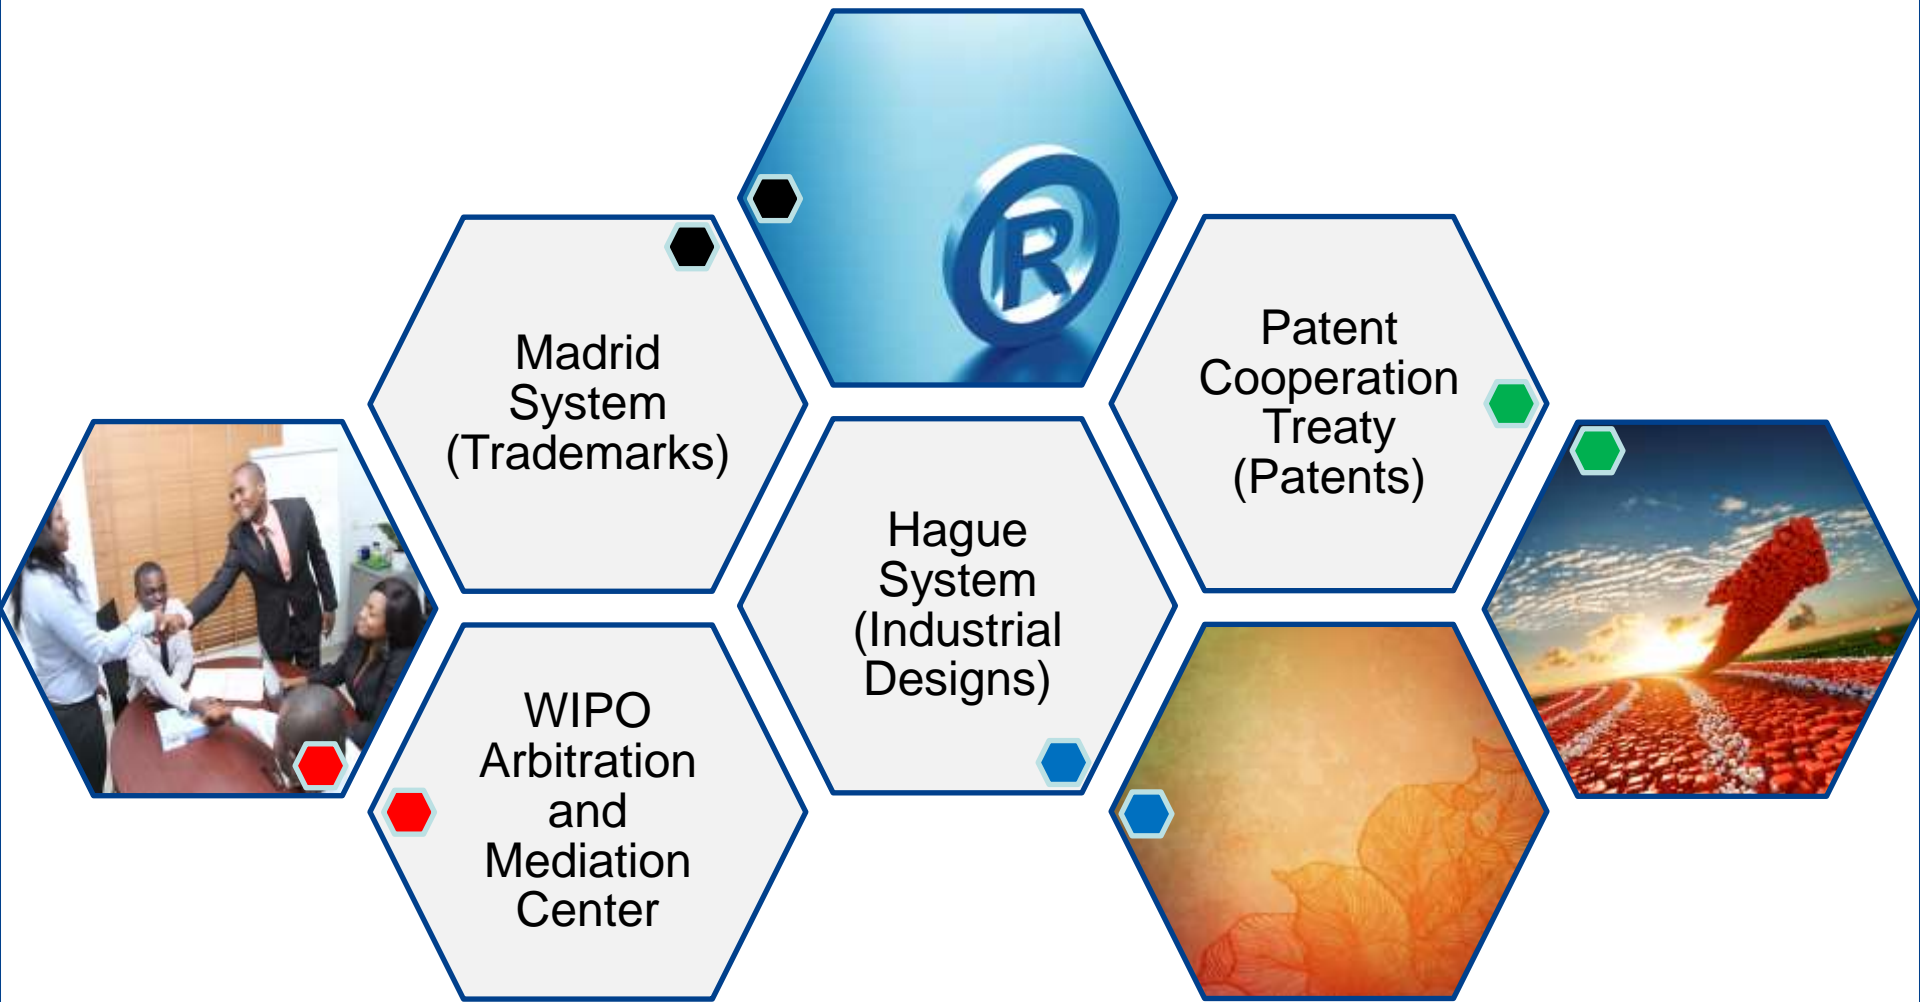 Madrid
System
(Trademarks)
R
Patent
Cooperation
Treaty
(Patents)
Hague
System
(Industrial
Designs)
WIPO
Arbitration
and
Mediation
Center